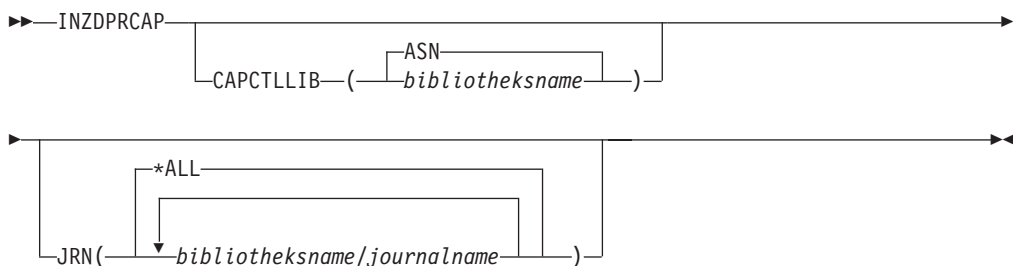 INZDPRCAP
ASN
CAPCTLLIB ( bibliotheksname )
*ALL
JRN( bibliotheksname/journalname )